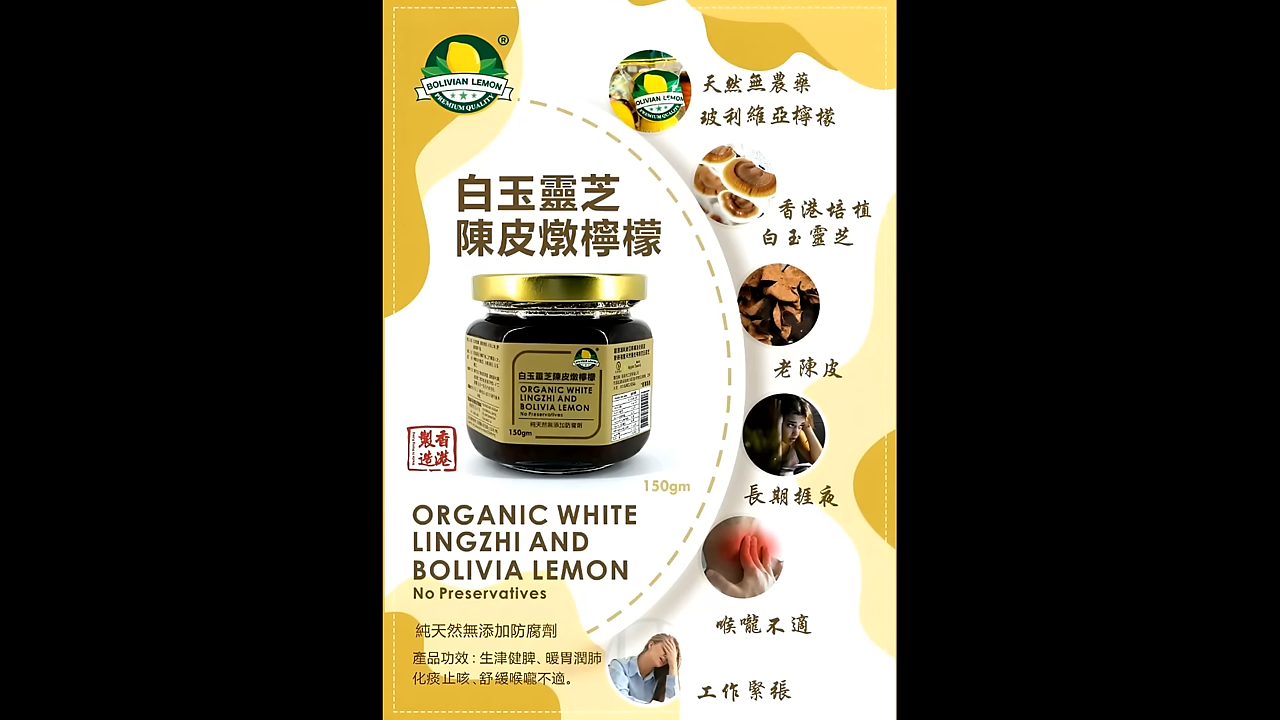 BOLIVIAN LEMON
PREMIUM QUALITY
®
天然無農藥
玻利維亞檸檬
BOLIVIAN LEMON
白玉靈芝
陳皮燉檸檬
香港培植
白玉靈芝
老陳皮
BOLIVIAN LEMON
白玉靈芝陳皮燉檸檬
ORGANIC WHITE
LINGZHI AND
BOLIVIA LEMON
No Preservatives
純天然無添加防腐劑
150gm
香港
製造
150gm
長期捱夜
ORGANIC WHITE
LINGZHI AND
BOLIVIA LEMON
No Preservatives
喉嚨不適
純天然無添加防腐劑
產品功效：生津健脾、暖胃潤肺
化痰止咳、舒緩喉嚨不適。
工作緊張